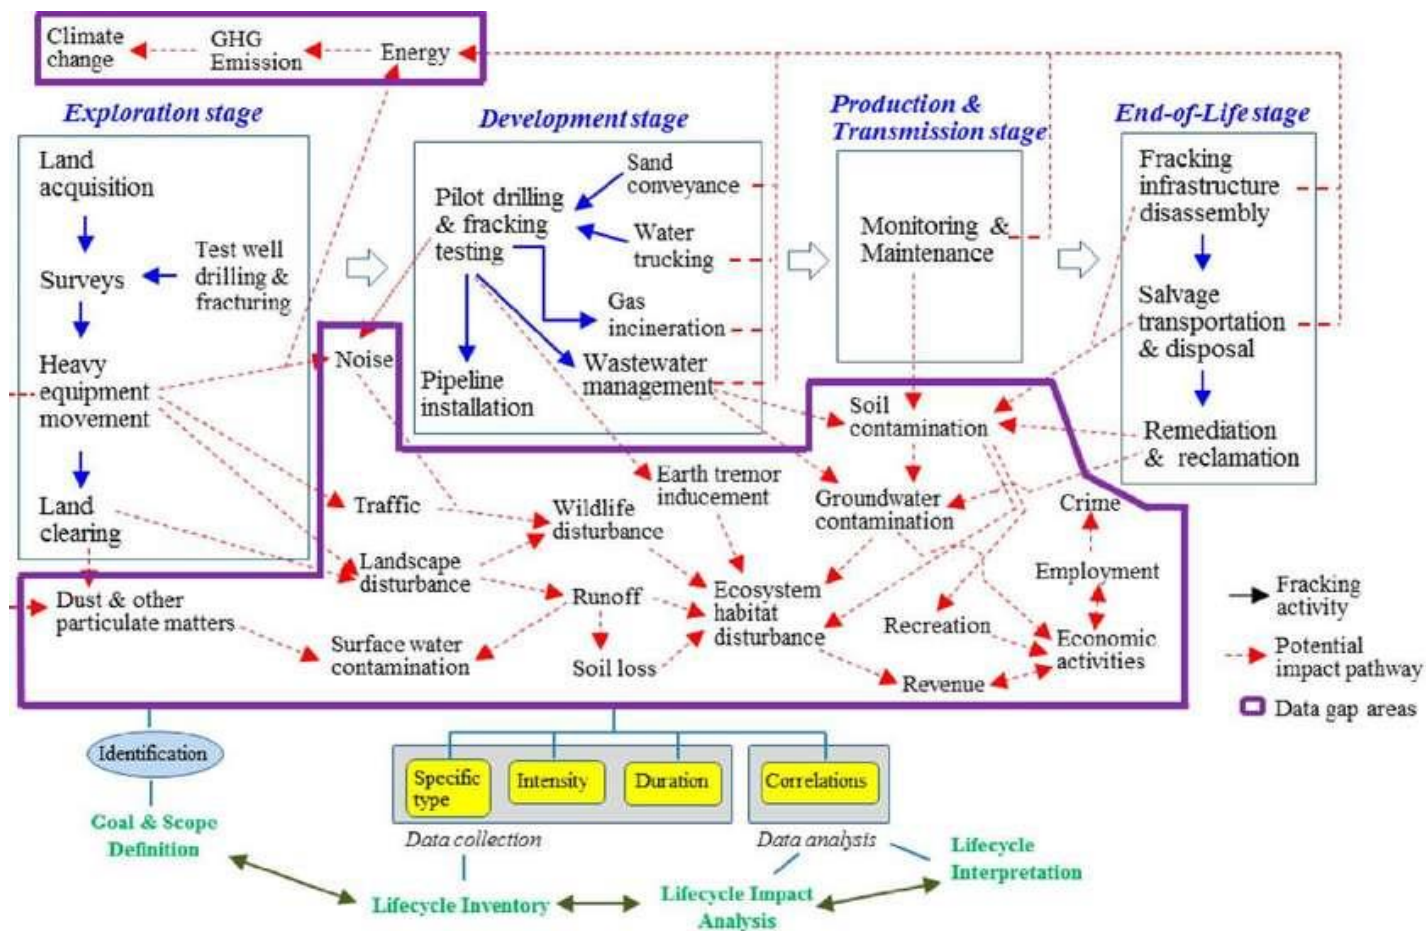 Climate
change
GHG
Emission
Energy
Exploration stage
Land
acquisition
Surveys
Test well
drilling &
fracturing
Heavy
equipment
movement
Land
clearing
Development stage
Sand
conveyance
Pilot drilling
& fracking
testing
Water
trucking
Gas
incineration
Wastewater
management
Pipeline
installation
Production &
Transmission stage
Monitoring &
Maintenance
End-of-Life stage
Fracking
infrastructure
disassembly
Salvage
transportation
& disposal
Remediation
& reclamation
Noise
Traffic
Landscape
disturbance
Wildlife
disturbance
Earth tremor
inducement
Soil
contamination
Groundwater
contamination
Crime
Employment
Economic
activities
Recreation
Revenue
Ecosystem
habitat
disturbance
Runoff
Soil loss
Surface water
contamination
Dust & other
particulate matters
Fracking
activity
Potential
impact pathway
Data gap areas
Identification
Goal & Scope
Definition
Specific
type
Intensity
Duration
Correlations
Data collection
Data analysis
Lifecycle Inventory
Lifecycle Impact
Analysis
Lifecycle
Interpretation